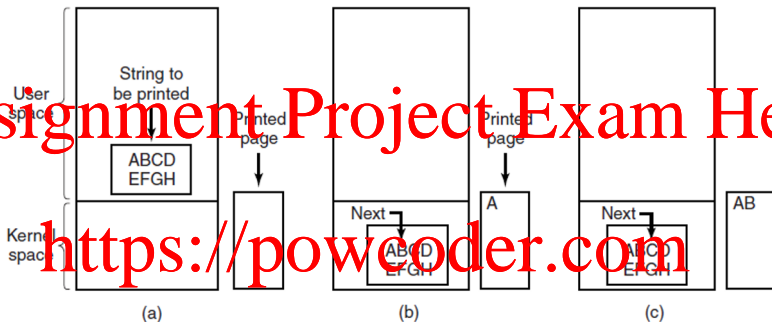 String to
be printed
User
space
Printed
page
ABCD
EFGH
Kernel
space
(a)
Next
ABCD
EFGH
Printed
page
A
(b)
Next
ABCD
EFGH
AB
(c)
signment Project Exam He
https://powcoder.com